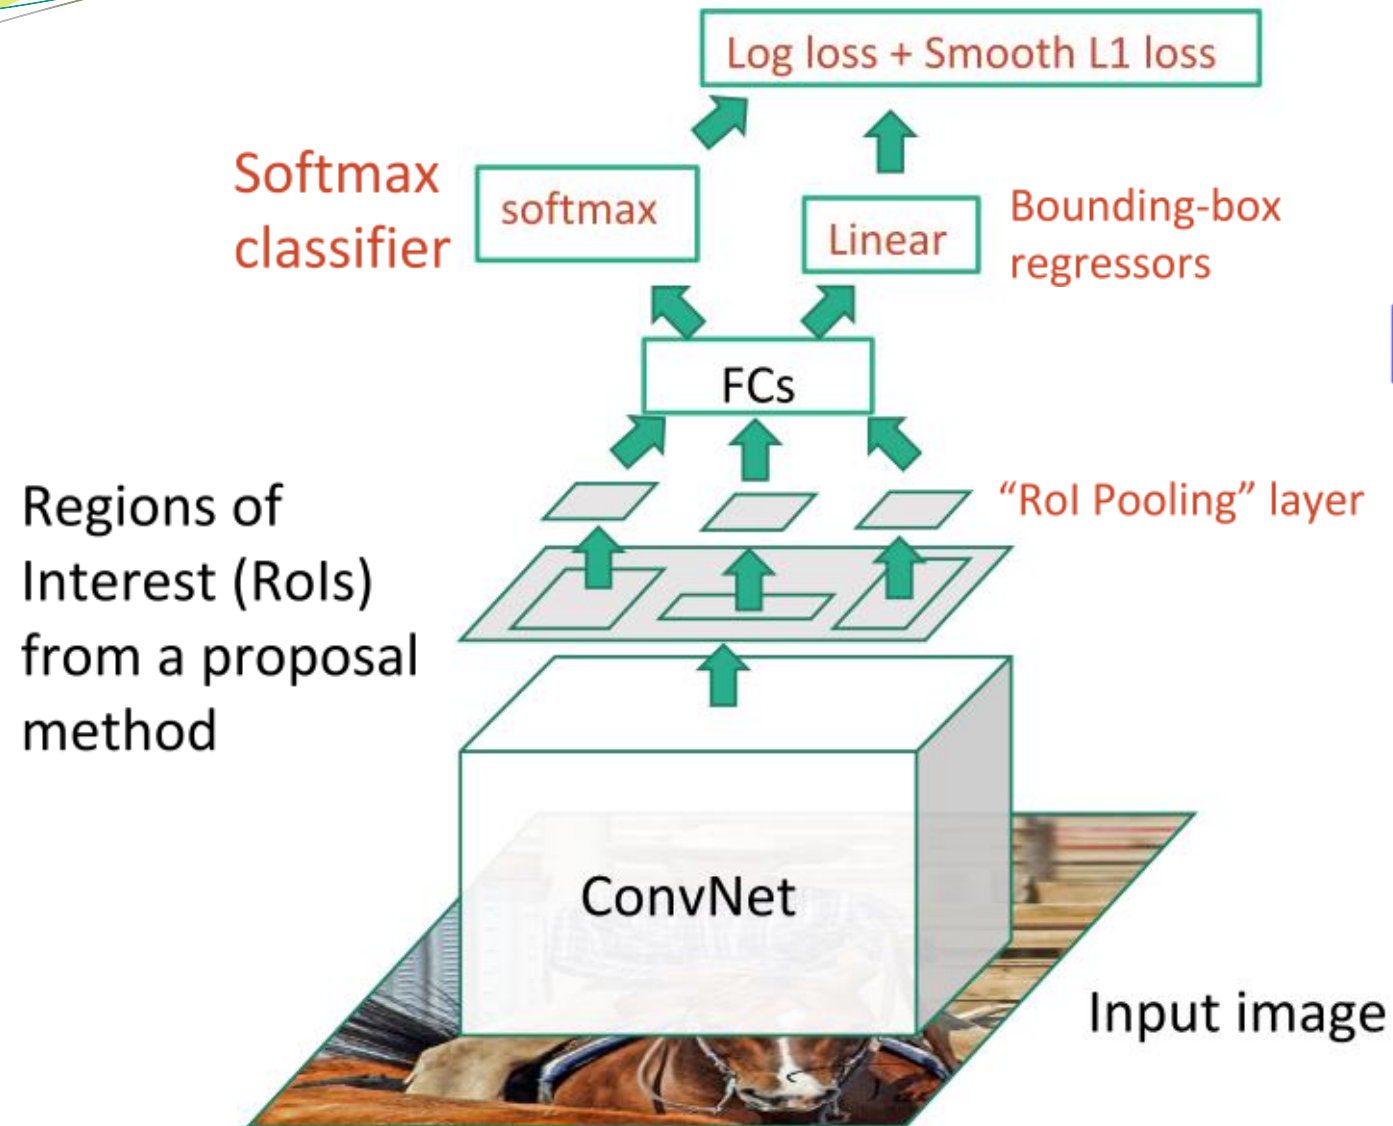 Log loss + Smooth L1 loss
Softmax
classifier
softmax
Linear
Bounding-box
regressors
FCs
Regions of
Interest (RoIs)
from a proposal
method
“RoI Pooling” layer
ConvNet
Input image